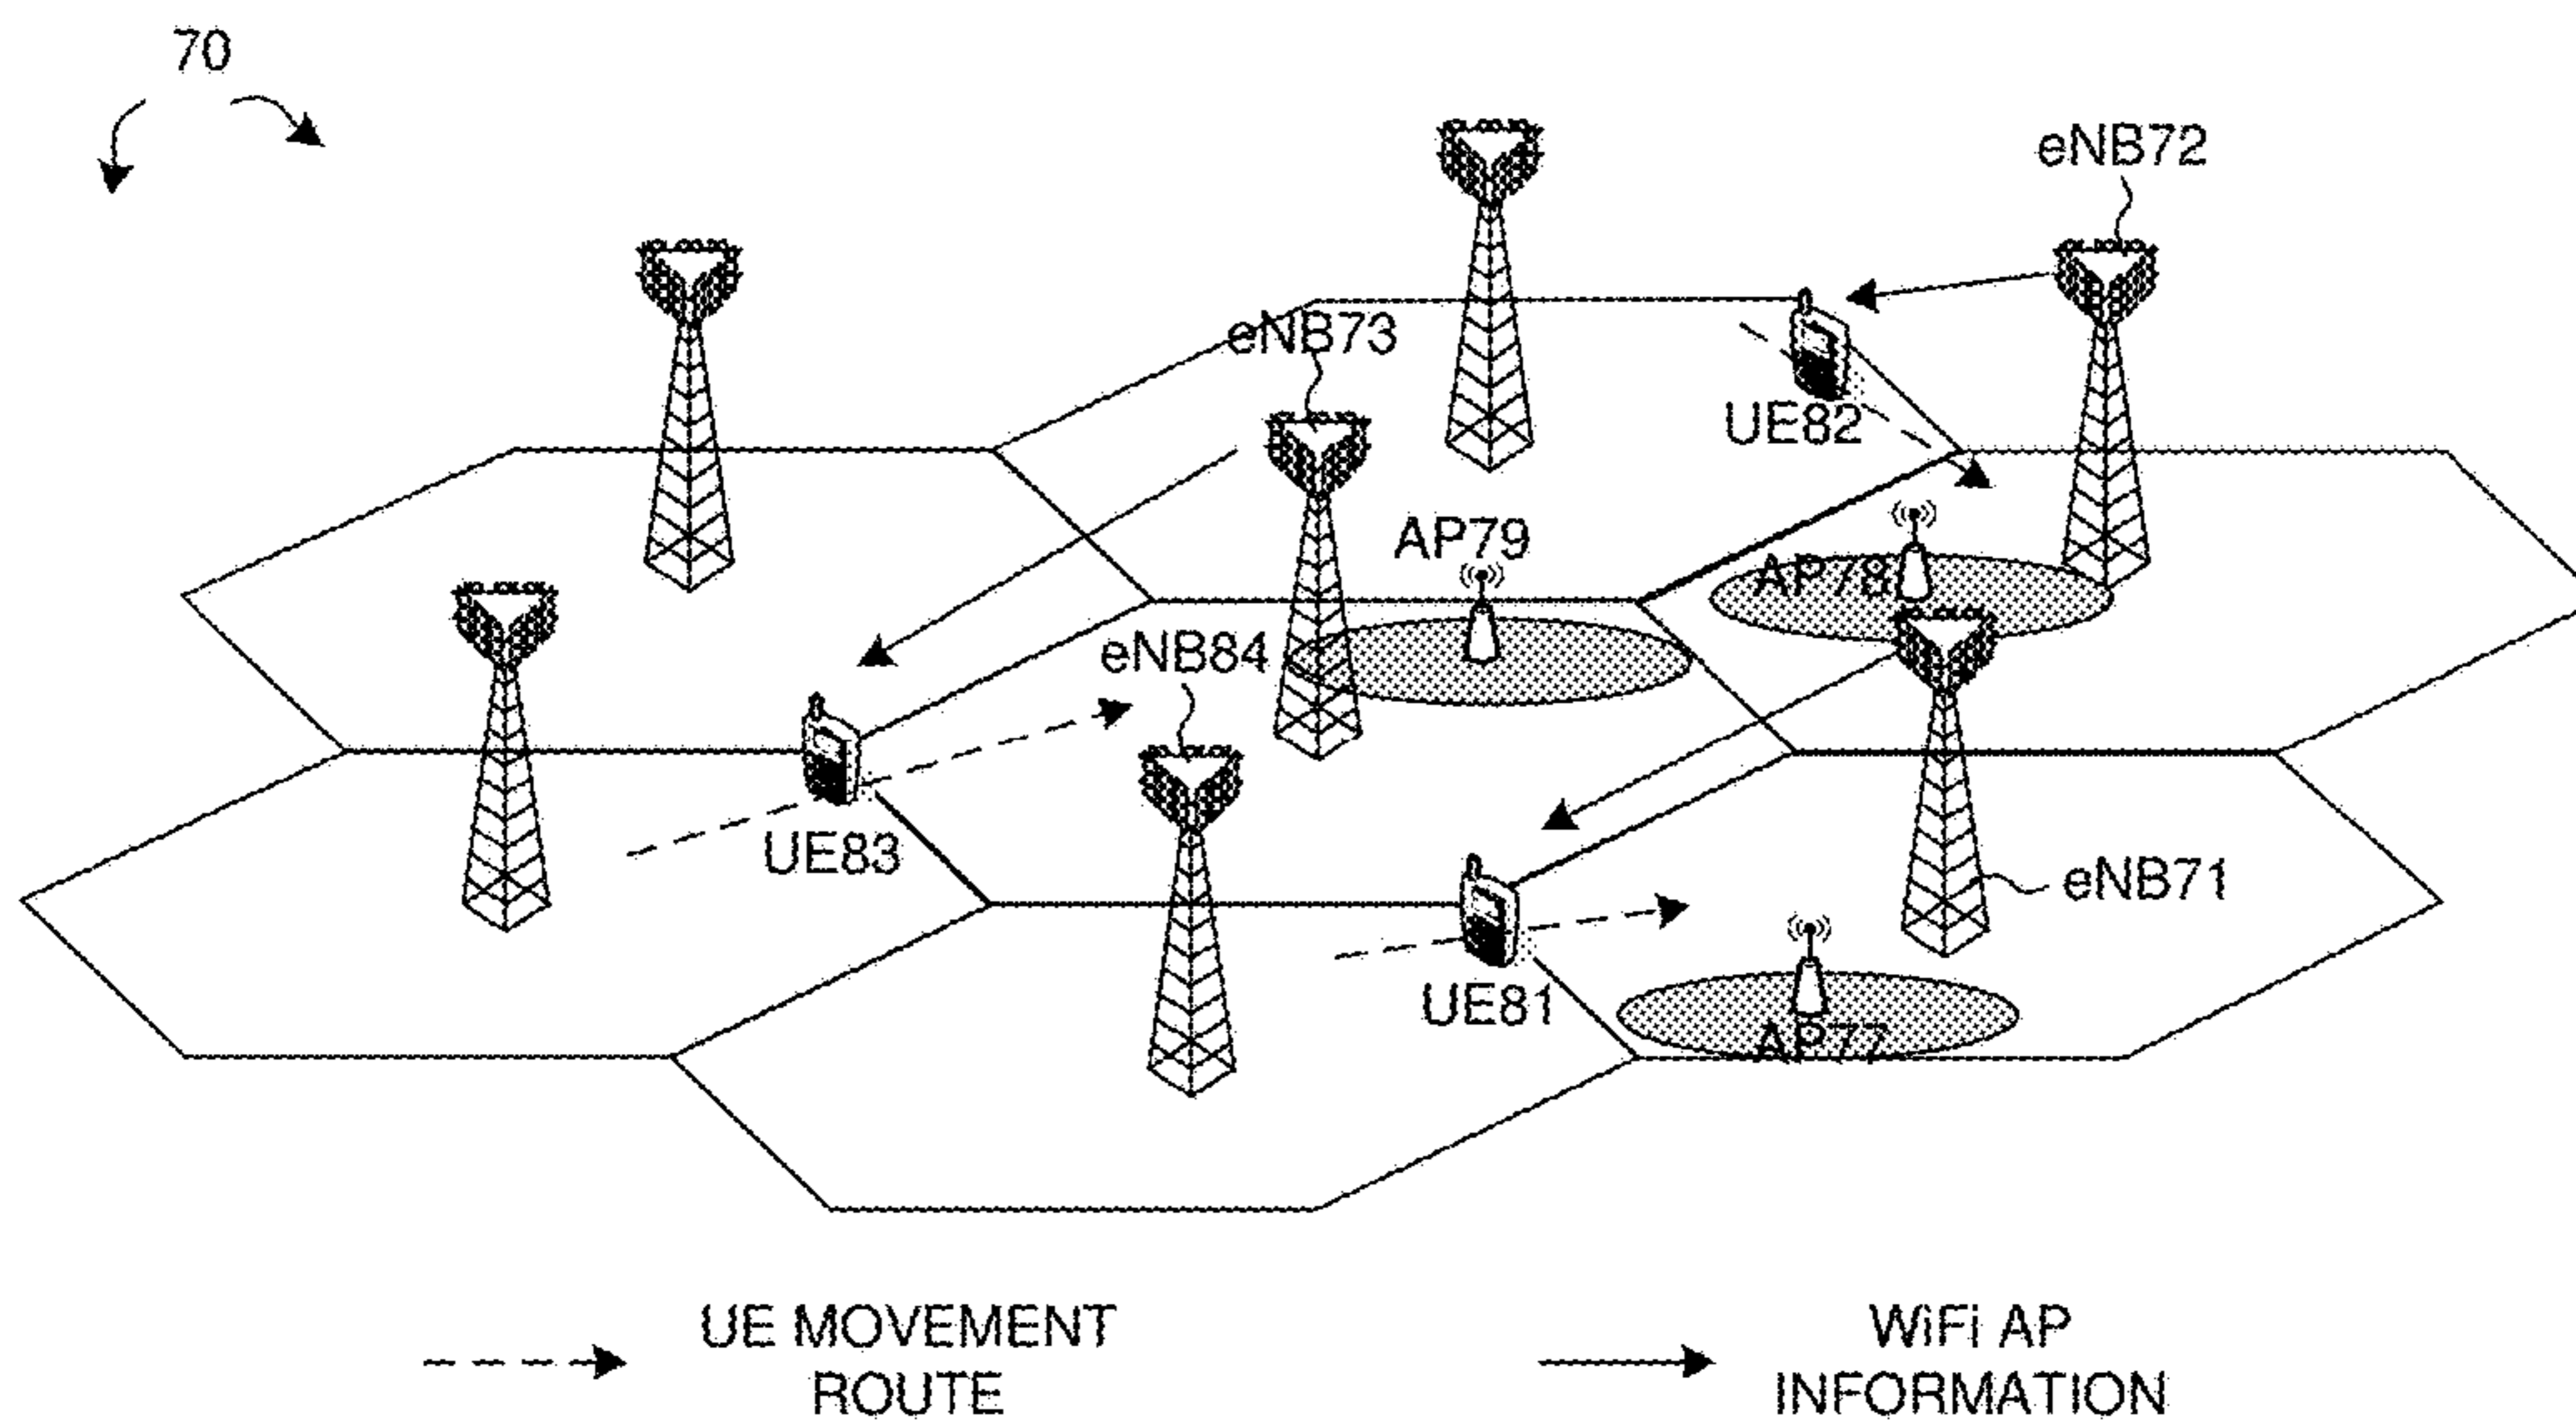 70
eNB72
eNB73
UE82
AP79
AP78
eNB84
UE83
eNB71
UE81
AP77
UE MOVEMENT
ROUTE
WiFi AP
INFORMATION